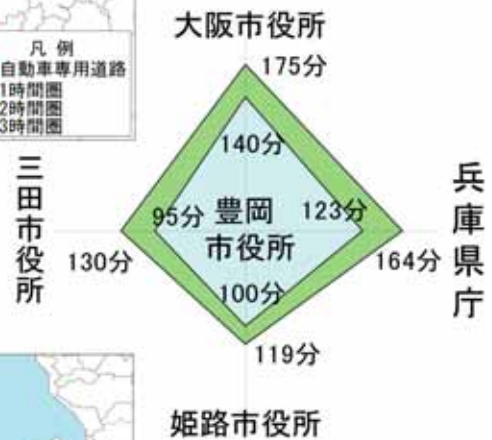 大阪市役所
凡 例
自動車専用道路
1時間圏
2時間圏
3時間圏
175分
140分
三田市役所
95分
豊岡
市役所
123分
兵庫県庁
130分
164分
100分
119分
姫路市役所